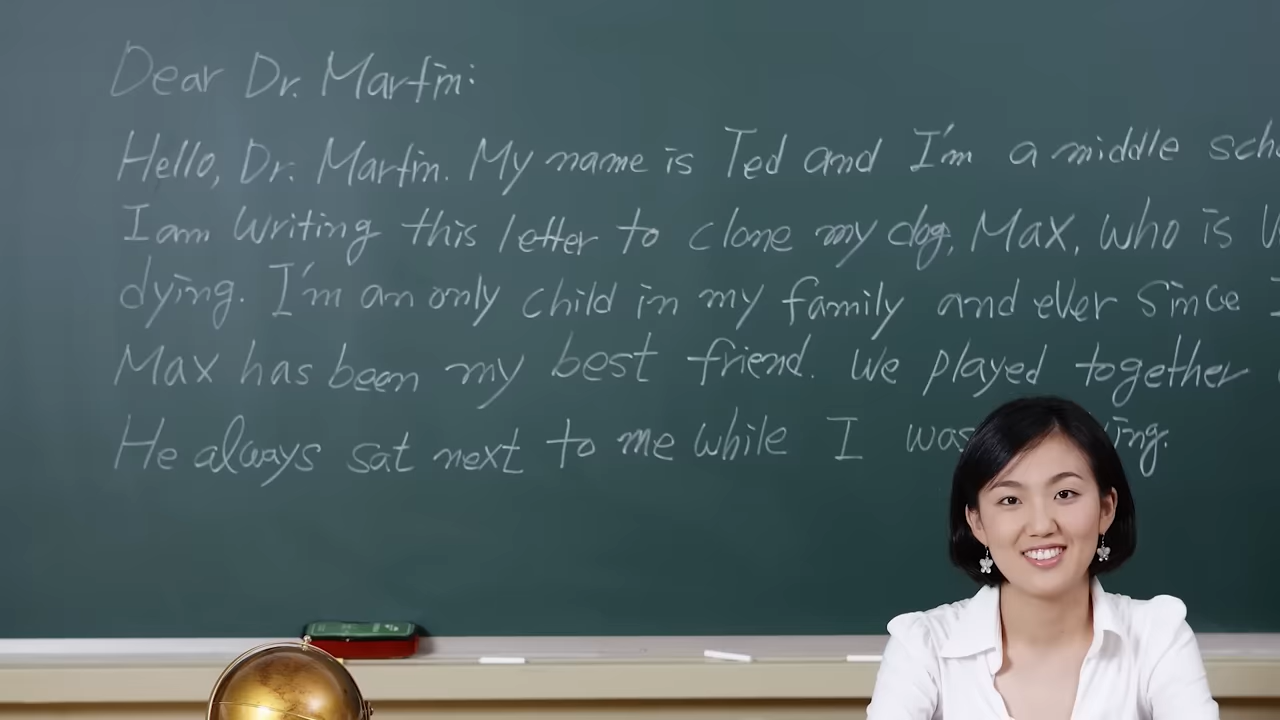 Dear Dr. Martin:
Hello, Dr. Martin. My name is Ted and I'm a middle
I am writing this letter to clone my dog, Max, who is
dying. I'm an only child in my family and ever since
Max has been my best friend. We played together
He always sat next to me while I